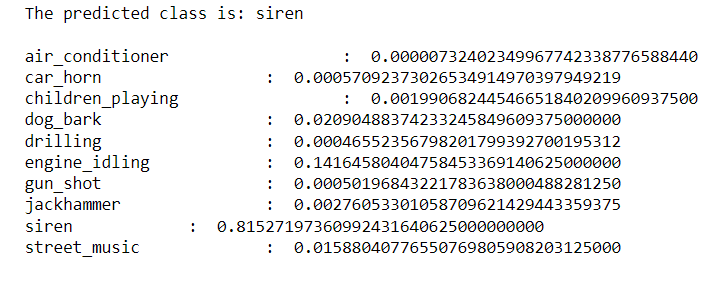 The predicted class is: siren
air_conditioner : 0.00000732402349967742338776588440
car_horn : 0.00057092373026534914970397949219
children_playing : 0.00199068244546651840209960937500
dog_bark : 0.02090488374233245849609375000000
drilling : 0.00046552356798201799392700195312
engine_idling : 0.14164580404758453369140625000000
gun_shot : 0.00050196843221783638000488281250
jackhammer : 0.00276053301058709621429443359375
siren : 0.81527197360992431640625000000000
street_music : 0.01588040776550769805908203125000